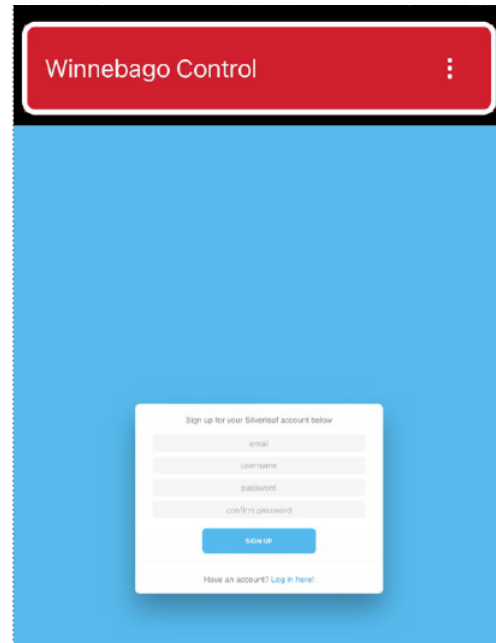 Winnebago Control
Sign up for your Silverleaf account below
email
username
password
confirm password
SIGN UP
Have an account? Log in here!